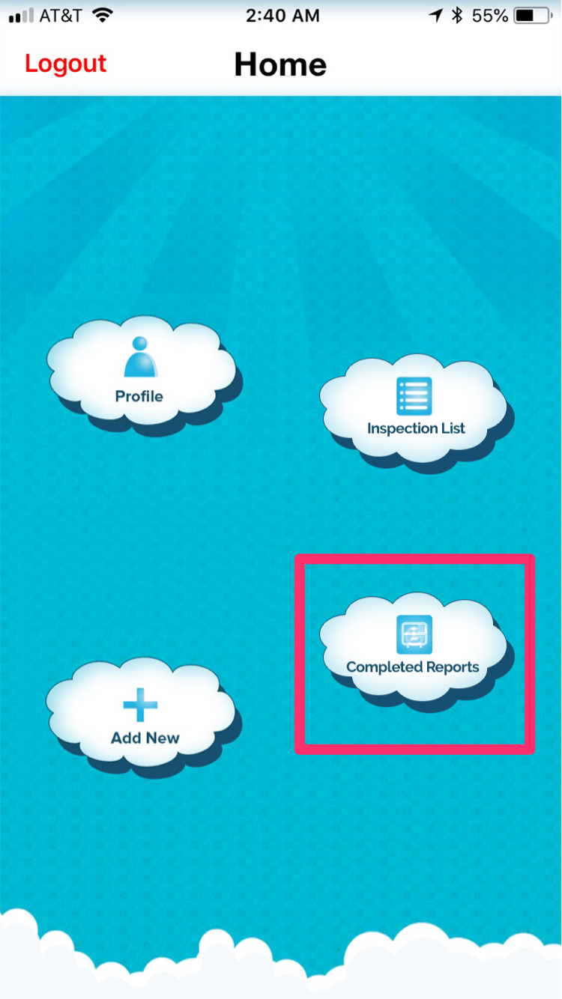 AT&T 2:40 AM 55%
Logout Home
Profile
Inspection List
Completed Reports
Add New